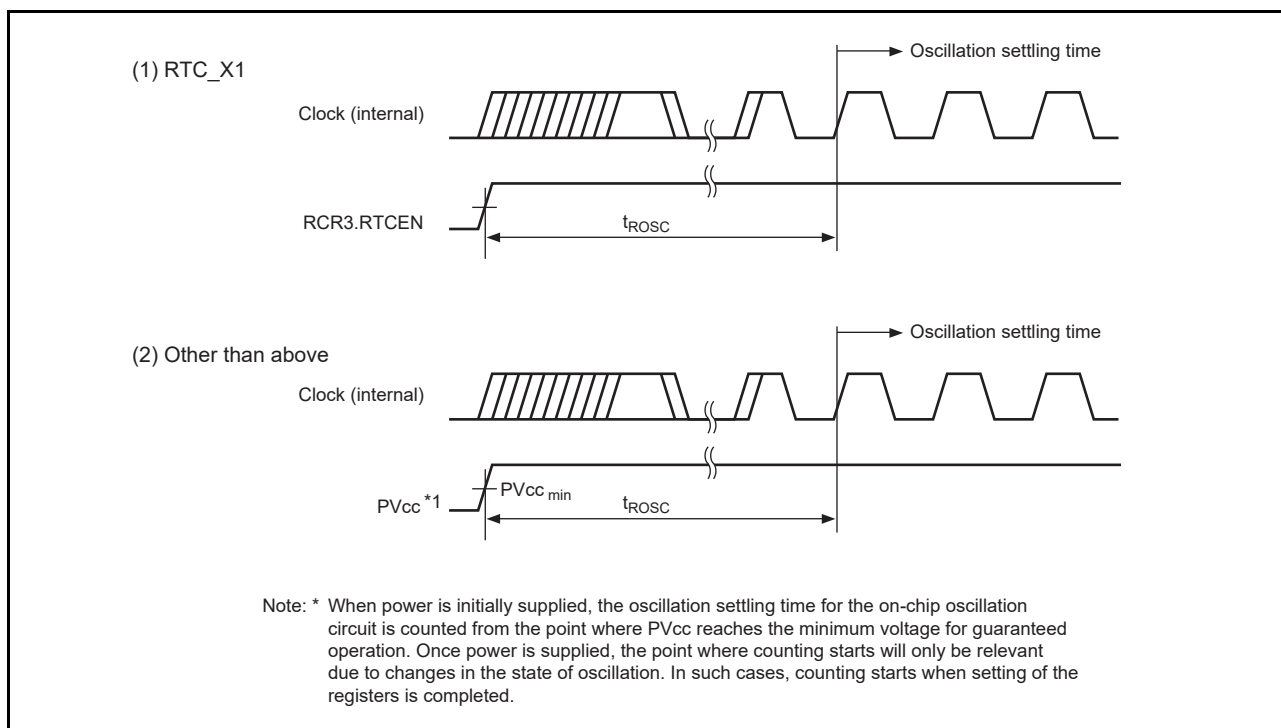 (1) RTC_X1
Oscillation settling time
Clock (internal)
RCR3.RTCEN
tROSC
(2) Other than above
Oscillation settling time
Clock (internal)
PVcc *1
PVcc min
tROSC
Note: * When power is initially supplied, the oscillation settling time for the on-chip oscillation
circuit is counted from the point where PVcc reaches the minimum voltage for guaranteed
operation. Once power is supplied, the point where counting starts will only be relevant
due to changes in the state of oscillation. In such cases, counting starts when setting of the
registers is completed.